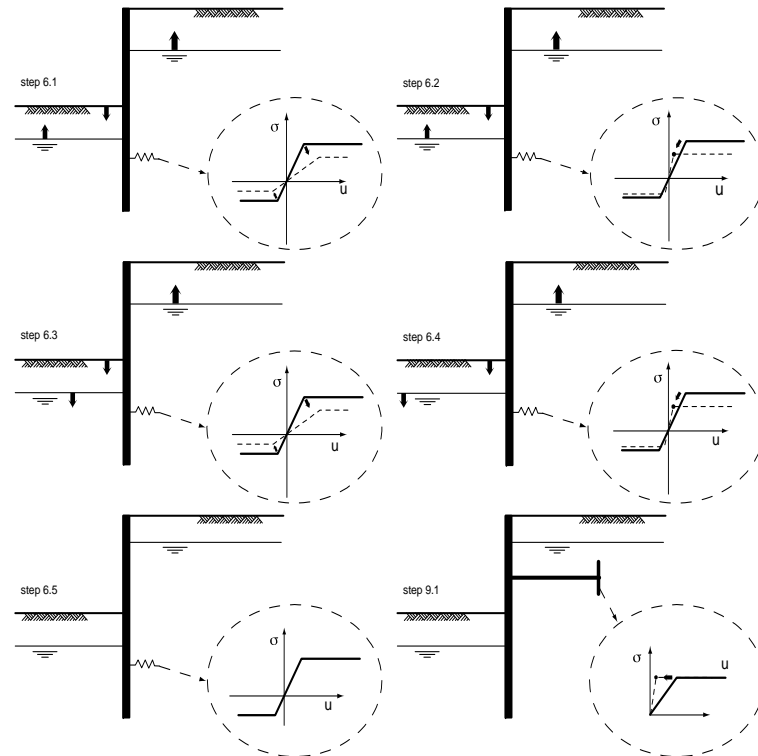 step 6.1
σ
u
step 6.2
σ
u
step 6.3
σ
u
step 6.4
σ
u
step 6.5
σ
u
step 9.1
σ
u